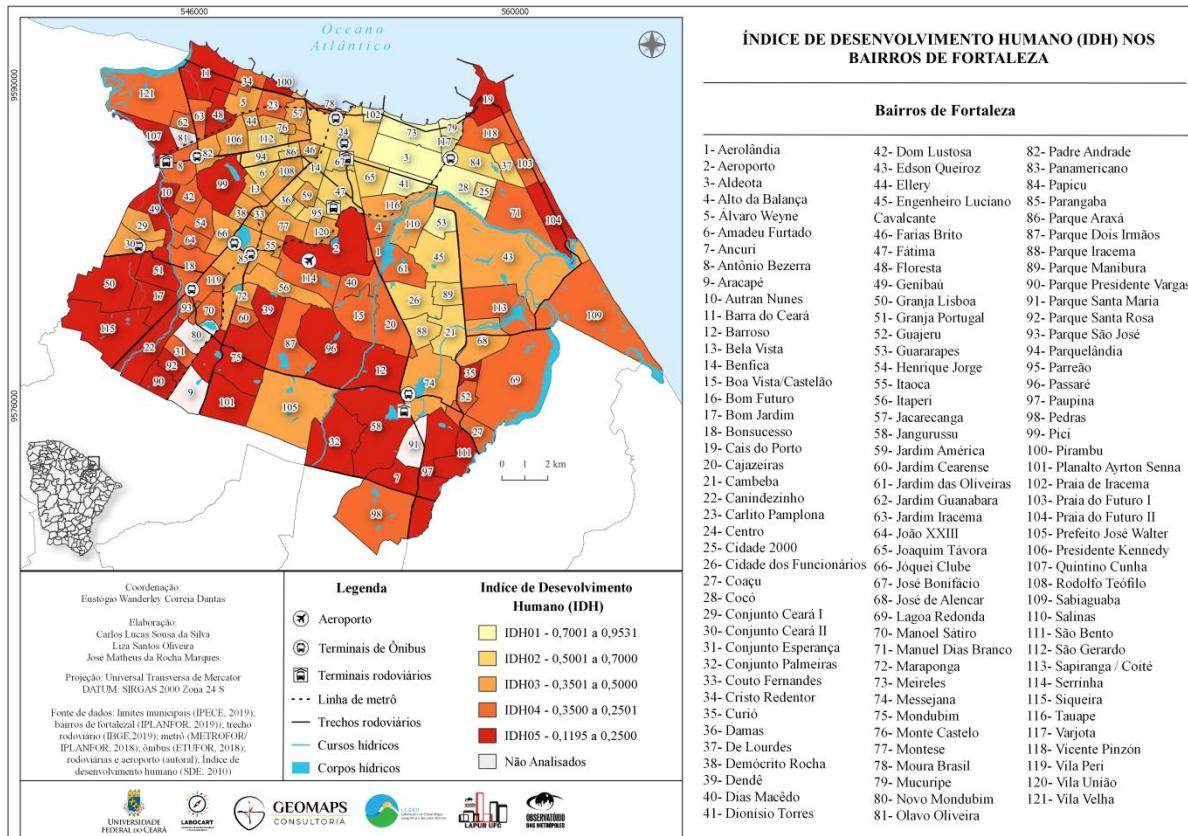 546000
560000
9590000
9576000
Oceano
Atlântico
0 1 2 km
Coordenação:
Eustógio Wanderley Correia Dantas
Elaboração:
Carlos Lucas Sousa da Silva
Liza Santos Oliveira
José Matheus da Rocha Marques
Projeção: Universal Transversa de Mercator
DATUM: SIRGAS 2000 Zona 24 S
Fonte de dados: limites municipais (IPECE, 2019);
bairros de fortalezal (IPLANFOR, 2019)); trecho
rodoviário (IBGE,2019); metrô (METROFOR/
IPLANFOR, 2018); ônibus (ETUFOR, 2018);
rodoviárias e aeroporto (autoral); Índice de
desenvolvimento humano (SDE, 2010)
Legenda
Aeroporto
Terminais de Ônibus
Terminais rodoviários
Linha de metrô
Trechos rodoviários
Cursos hídricos
Corpos hídricos
Indíce de Desevolvimento
Humano (IDH)
IDH01 - 0,7001 a 0,9531
IDH02 - 0,5001 a 0,7000
IDH03 - 0,3501 a 0,5000
IDH04 - 0,3500 a 0,2501
IDH05 - 0,1195 a 0,2500
Não Analisados
UNIVERSIDADE
FEDERAL DO CEARÁ
LABOCART
GEOMAPS
CONSULTORIA
LCGRH
LAPUR UFC
OBSERVATÓRIO
DAS METRÓPOLES
ÍNDICE DE DESENVOLVIMENTO HUMANO (IDH) NOS
BAIRROS DE FORTALEZA
Bairros de Fortaleza
1- Aerolândia
2- Aeroporto
3- Aldeota
4- Alto da Balança
5- Álvaro Weyne
6- Amadeu Furtado
7- Ancuri
8- Antônio Bezerra
9- Aracapé
10- Autran Nunes
11- Barra do Ceará
12- Barroso
13- Bela Vista
14- Benfica
15- Boa Vista/Castelão
16- Bom Futuro
17- Bom Jardim
18- Bonsucesso
19- Cais do Porto
20- Cajazeiras
21- Cambeba
22- Canindezinho
23- Carlito Pamplona
24- Centro
25- Cidade 2000
26- Cidade dos Funcionários
27- Coaçu
28- Cocó
29- Conjunto Ceará I
30- Conjunto Ceará II
31- Conjunto Esperança
32- Conjunto Palmeiras
33- Couto Fernandes
34- Cristo Redentor
35- Curió
36- Damas
37- De Lourdes
38- Demócrito Rocha
39- Dendê
40- Dias Macêdo
41- Dionísio Torres
42- Dom Lustosa
43- Edson Queiroz
44- Ellery
45- Engenheiro Luciano
Cavalcante
46- Farias Brito
47- Fátima
48- Floresta
49- Genibaú
50- Granja Lisboa
51- Granja Portugal
52- Guajeru
53- Guararapes
54- Henrique Jorge
55- Itaoca
56- Itaperi
57- Jacarecanga
58- Jangurussu
59- Jardim América
60- Jardim Cearense
61- Jardim das Oliveiras
62- Jardim Guanabara
63- Jardim Iracema
64- João XXIII
65- Joaquim Távora
66- Jóquei Clube
67- José Bonifácio
68- José de Alencar
69- Lagoa Redonda
70- Manoel Sátiro
71- Manuel Dias Branco
72- Maraponga
73- Meireles
74- Messejana
75- Mondubim
76- Monte Castelo
77- Montese
78- Moura Brasil
79- Mucuripe
80- Novo Mondubim
81- Olavo Oliveira
82- Padre Andrade
83- Panamericano
84- Papicu
85- Parangaba
86- Parque Araxá
87- Parque Dois Irmãos
88- Parque Iracema
89- Parque Manibura
90- Parque Presidente Vargas
91- Parque Santa Maria
92- Parque Santa Rosa
93- Parque São José
94- Parquelândia
95- Parreão
96- Passaré
97- Paupina
98- Pedras
99- Pici
100- Pirambu
101- Planalto Ayrton Senna
102- Praia de Iracema
103- Praia do Futuro I
104- Praia do Futuro II
105- Prefeito José Walter
106- Presidente Kennedy
107- Quintino Cunha
108- Rodolfo Teófilo
109- Sabiaguaba
110- Salinas
111- São Bento
112- São Gerardo
113- Sapiranga / Coité
114- Serrinha
115- Siqueira
116- Tauape
117- Varjota
118- Vicente Pinzón
119- Vila Peri
120- Vila União
121- Vila Velha